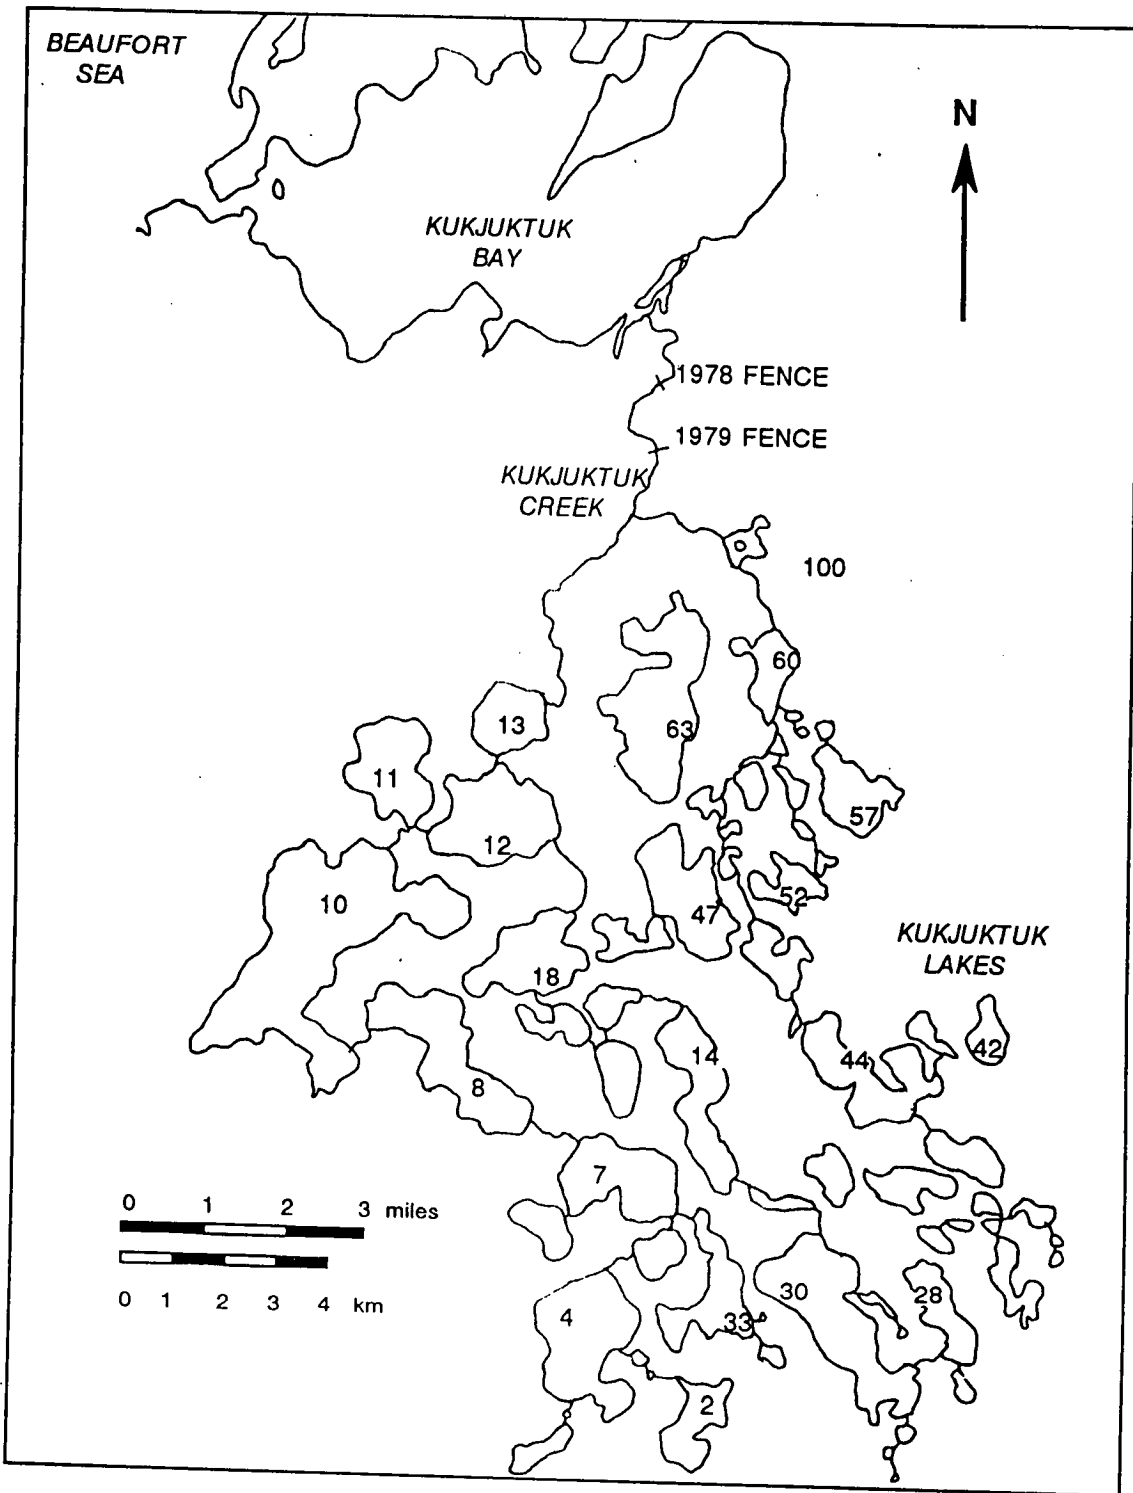 BEAUFORT
SEA
N
KUKJUKTUK
BAY
1978 FENCE
1979 FENCE
KUKJUKTUK
CREEK
100
60
13
63
11
57
12
52
10
47
KUKJUKTUK
LAKES
18
42
14
44
8
7
0 1 2 3 miles
0 1 2 3 4 km
30
28
4
33
2